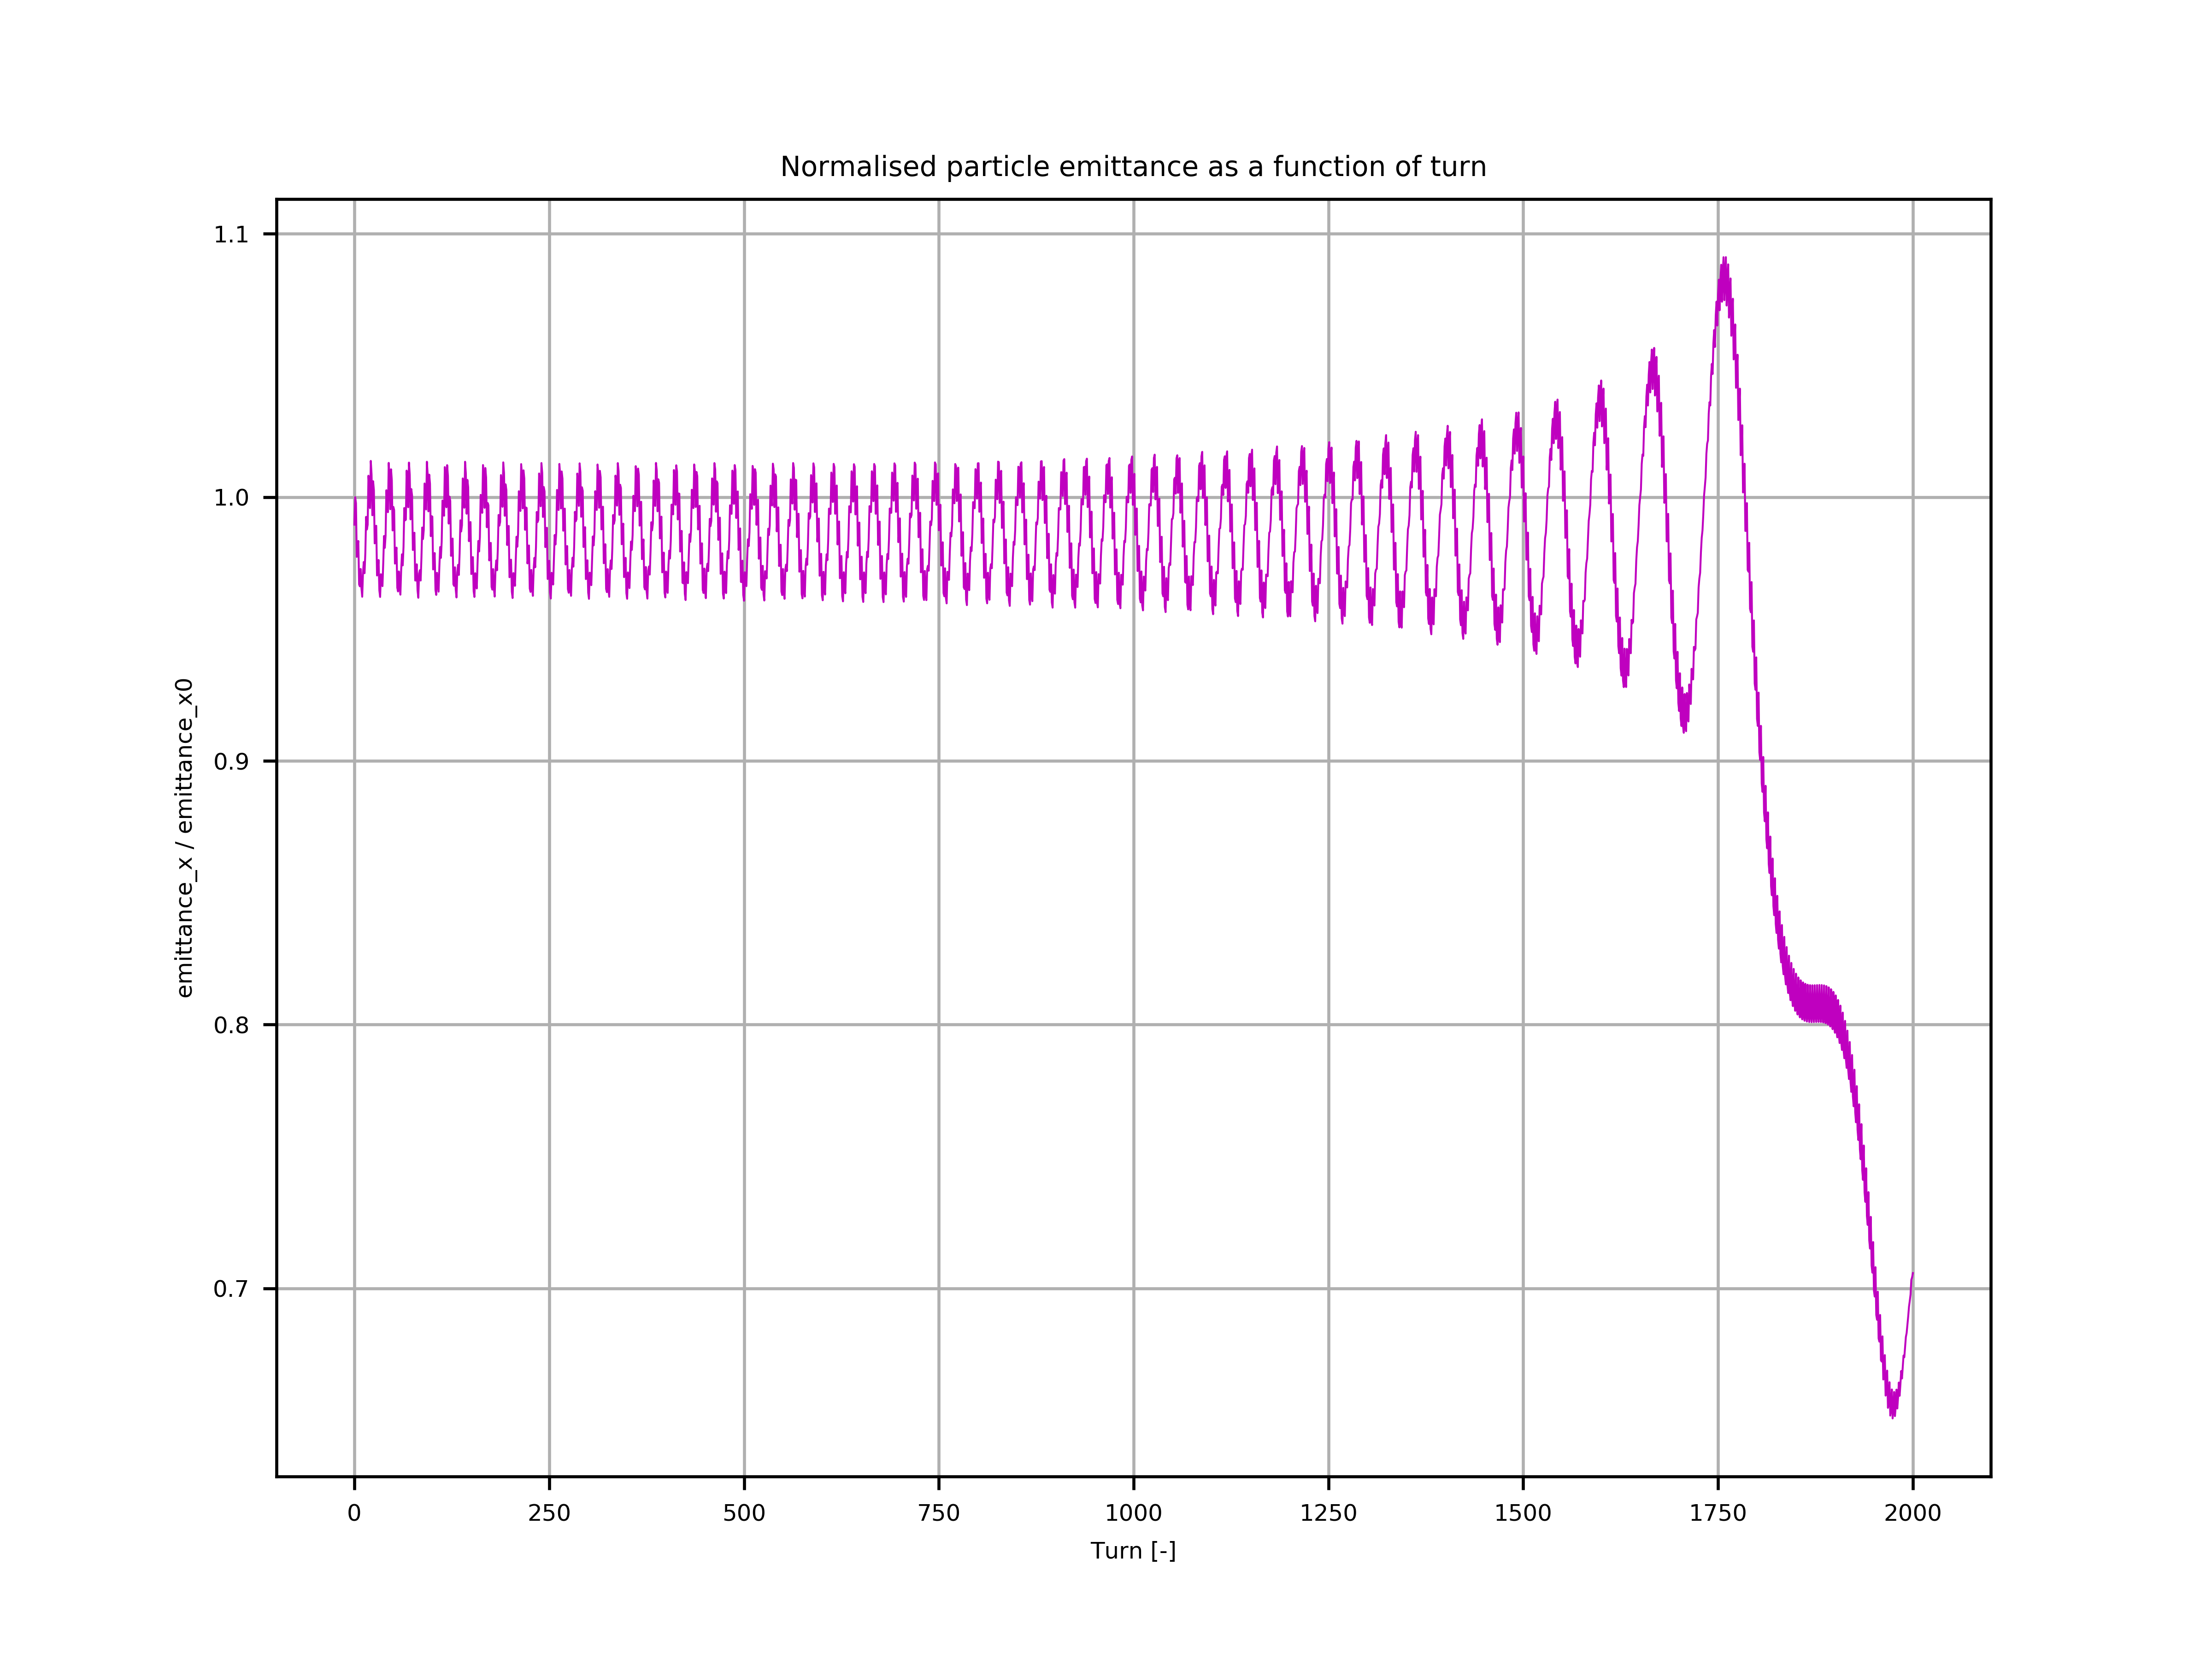 Normalised particle emittance as a function of turn
1.1
1.0
0.9
0.8
0.7
emittance_x / emittance_x0
0 250 500 750 1000 1250 1500 1750 2000
Turn [-]